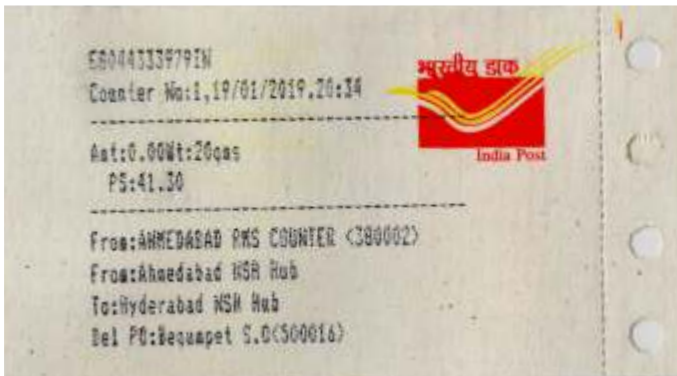 EB044333979IN
Counter No:1,19/01/2019,20:34
भारतीय डाक
India Post
Amt:0.00Wt:20gms
PS:41.30
From:AHMEDABAD RMS COUNTER <380002>
From:Ahmedabad NSH Hub
To:Hyderabad NSH Hub
Del PO:Begumpet S.O<500016>